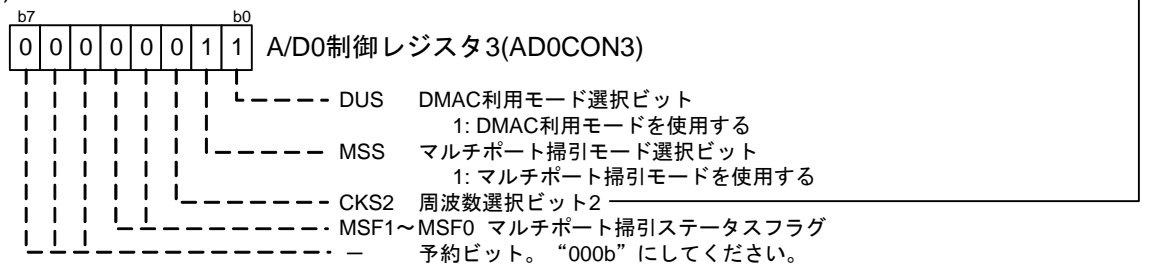 b7 b0
0 0 0 0 0 0 1 1 A/D0制御レジスタ3(AD0CON3)
DUS DMAC利用モード選択ビット
1: DMAC利用モードを使用する
MSS マルチポート掃引モード選択ビット
1: マルチポート掃引モードを使用する
CKS2 周波数選択ビット2
MSF1～MSF0 マルチポート掃引ステータスフラグ
－ 予約ビット。“000b”にしてください。